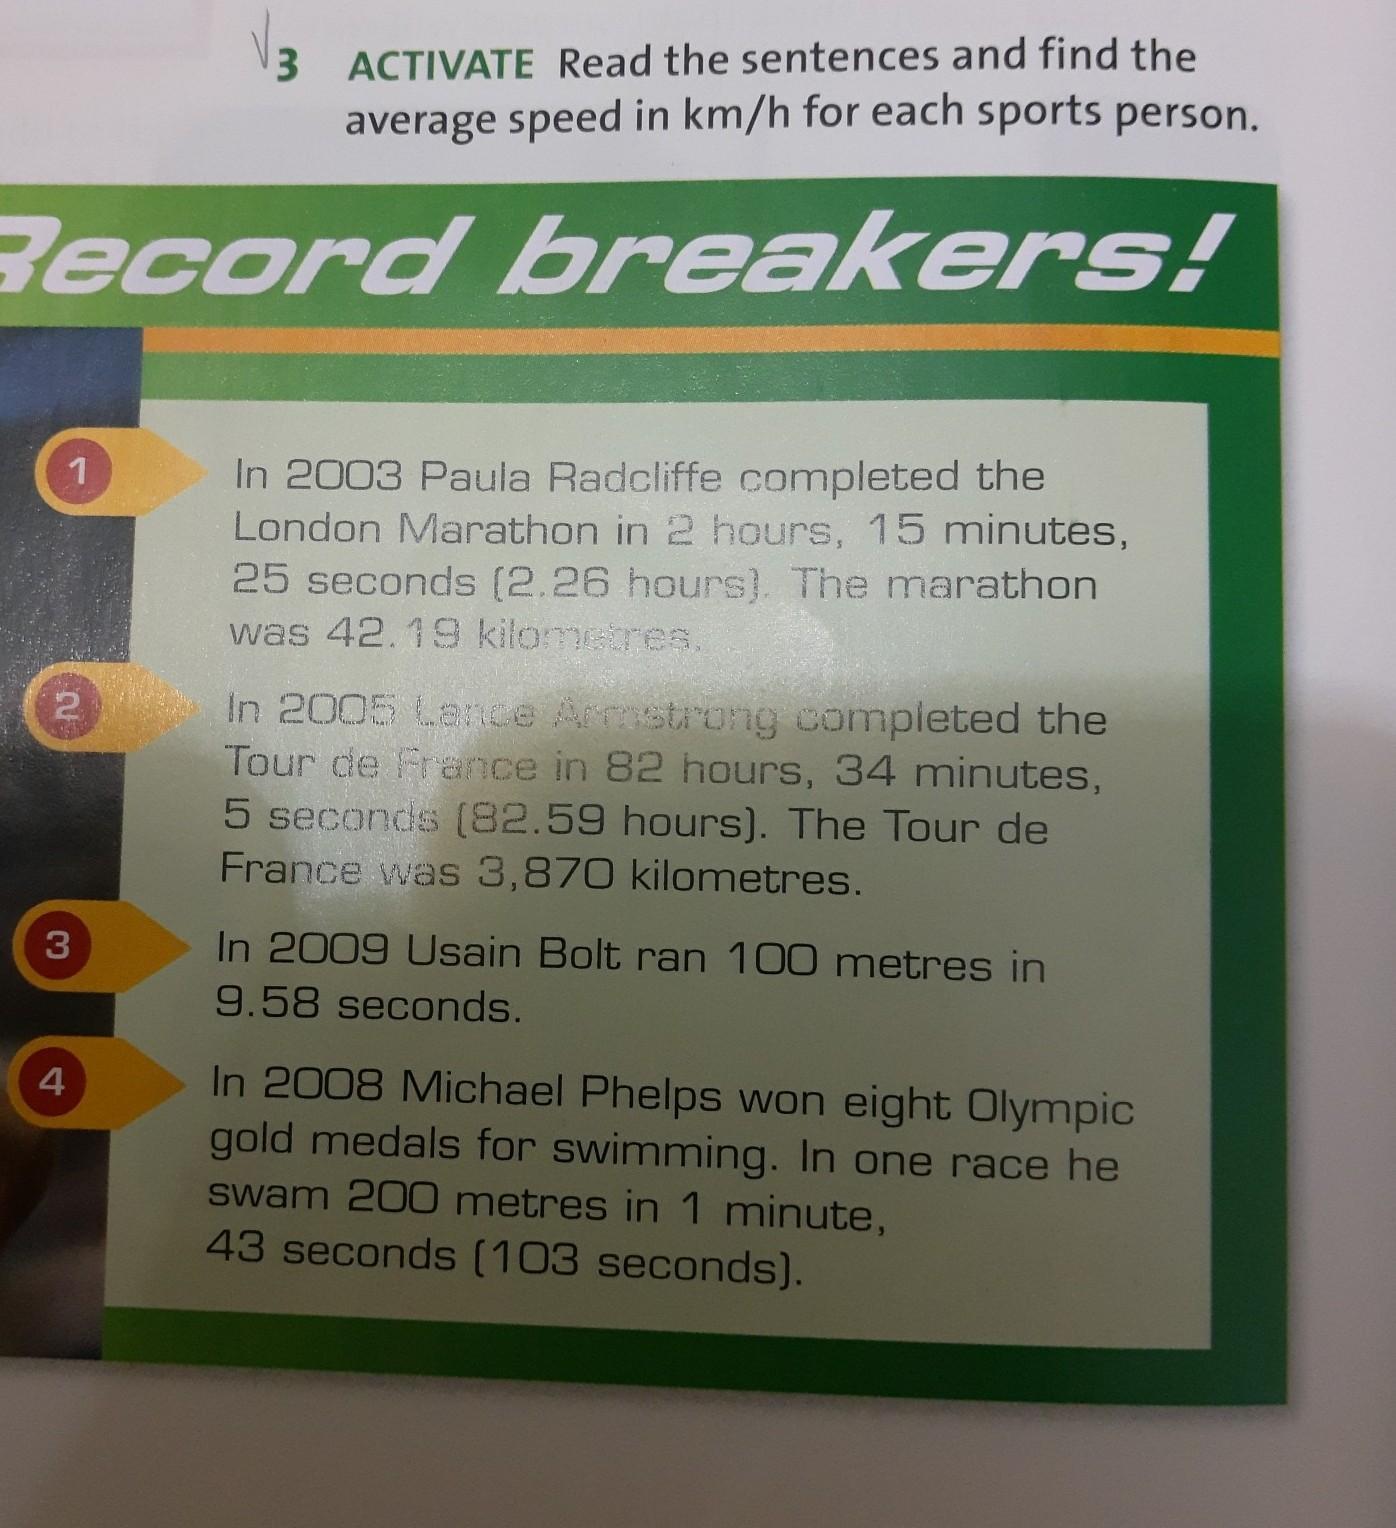 3 ACTIVATE Read the sentences and find the
average speed in km/h for each sports person.
Record breakers!
1 In 2003 Paula Radcliffe completed the
London Marathon in 2 hours, 15 minutes,
25 seconds (2.26 hours). The marathon
was 42.19 kilometres.
2 In 2005 Lance Armstrong completed the
Tour de France in 82 hours, 34 minutes,
5 seconds (82.59 hours). The Tour de
France was 3,870 kilometres.
3 In 2009 Usain Bolt ran 100 metres in
9.58 seconds.
4 In 2008 Michael Phelps won eight Olympic
gold medals for swimming. In one race he
swam 200 metres in 1 minute,
43 seconds (103 seconds).